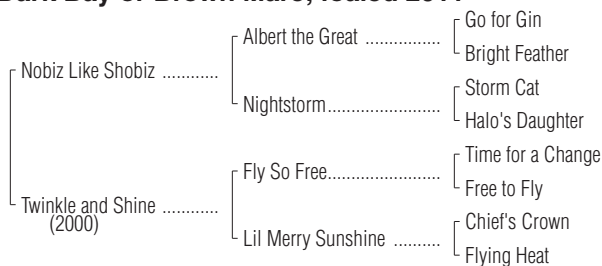 Dark Bay or Brown Mare; foaled
Go for Gin
Albert the Great ................
Bright Feather
Nobiz Like Shobiz ............
Storm Cat
Nightstorm........................
Halo's Daughter
Time for a Change
Fly So Free........................
Free to Fly
Twinkle and Shine ............
(2000)
Chief's Crown
Lil Merry Sunshine ..........
Flying Heat